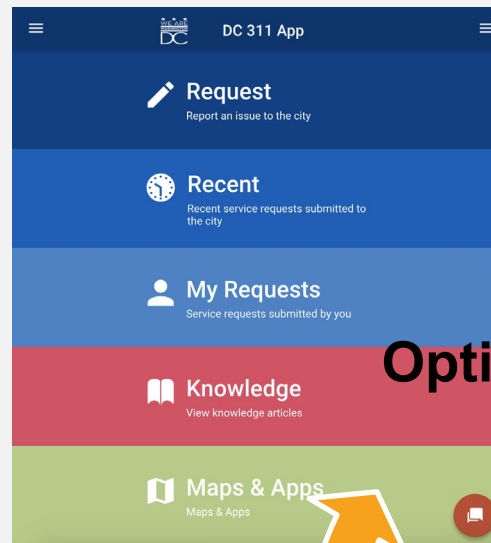 WE ARE
DC
DC 311 App
Request
Report an issue to the city
Recent
Recent service requests submitted to
the city
My Requests
Service requests submitted by you
Opti
Knowledge
View knowledge articles
Maps & Apps
Maps & Apps